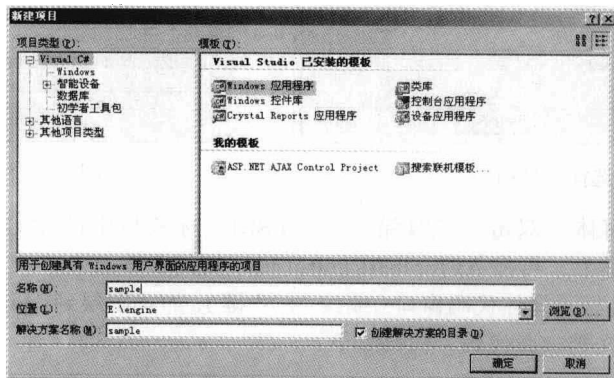 新建项目
项目类型(P):
模板(T):
Visual C#
Windows
智能设备
数据库
初学者工具包
其他语言
其他项目类型
Visual Studio 已安装的模板
Windows 应用程序
类库
Windows 控件库
控制台应用程序
Crystal Reports 应用程序
设备应用程序
我的模板
ASP.NET AJAX Control Project
搜索联机模板...
用于创建具有 Windows 用户界面的应用程序的项目
名称(N):
sample
位置(L):
E:\engine
浏览(B)...
解决方案名称(M)
sample
创建解决方案的目录(D)
确定
取消